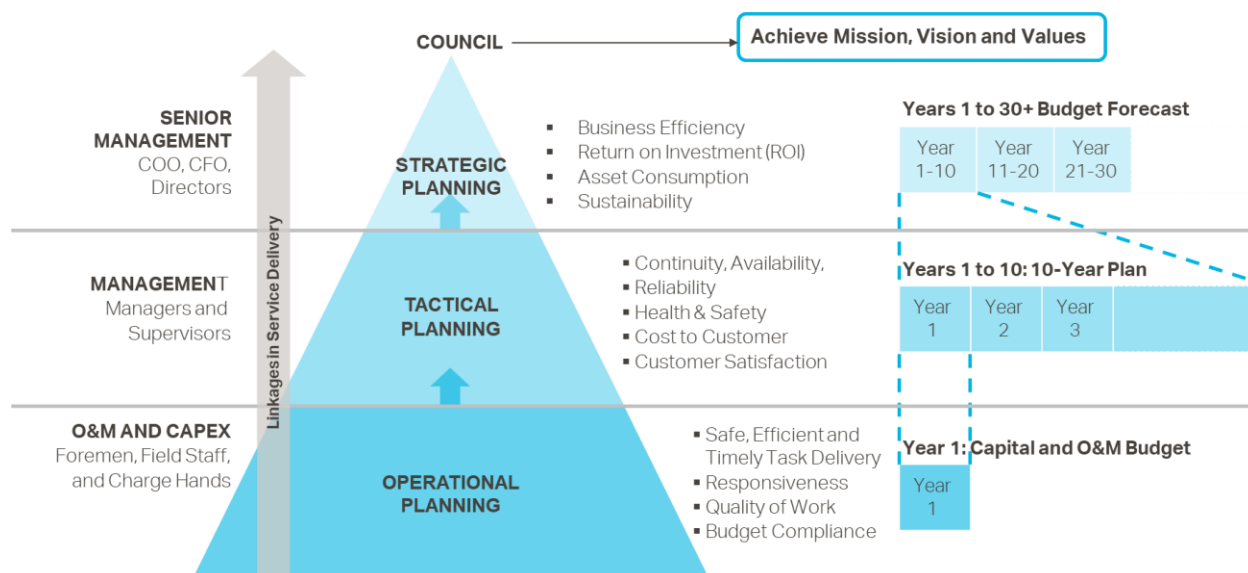 COUNCIL
Achieve Mission, Vision and Values
Linkages in Service Delivery
SENIOR
MANAGEMENT
COO, CFO,
Directors
STRATEGIC
PLANNING
▪ Business Efficiency
▪ Return on Investment (ROI)
▪ Asset Consumption
▪ Sustainability
Years 1 to 30+ Budget Forecast
Year
1-10
Year
11-20
Year
21-30
MANAGEMENT
Managers and
Supervisors
TACTICAL
PLANNING
▪ Continuity, Availability,
▪ Reliability
▪ Health & Safety
▪ Cost to Customer
▪ Customer Satisfaction
Years 1 to 10: 10-Year Plan
Year
1
Year
2
Year
3
O&M AND CAPEX
Foremen, Field Staff,
and Charge Hands
OPERATIONAL
PLANNING
▪ Safe, Efficient and
Timely Task Delivery
▪ Responsiveness
▪ Quality of Work
▪ Budget Compliance
Year 1: Capital and O&M Budget
Year
1